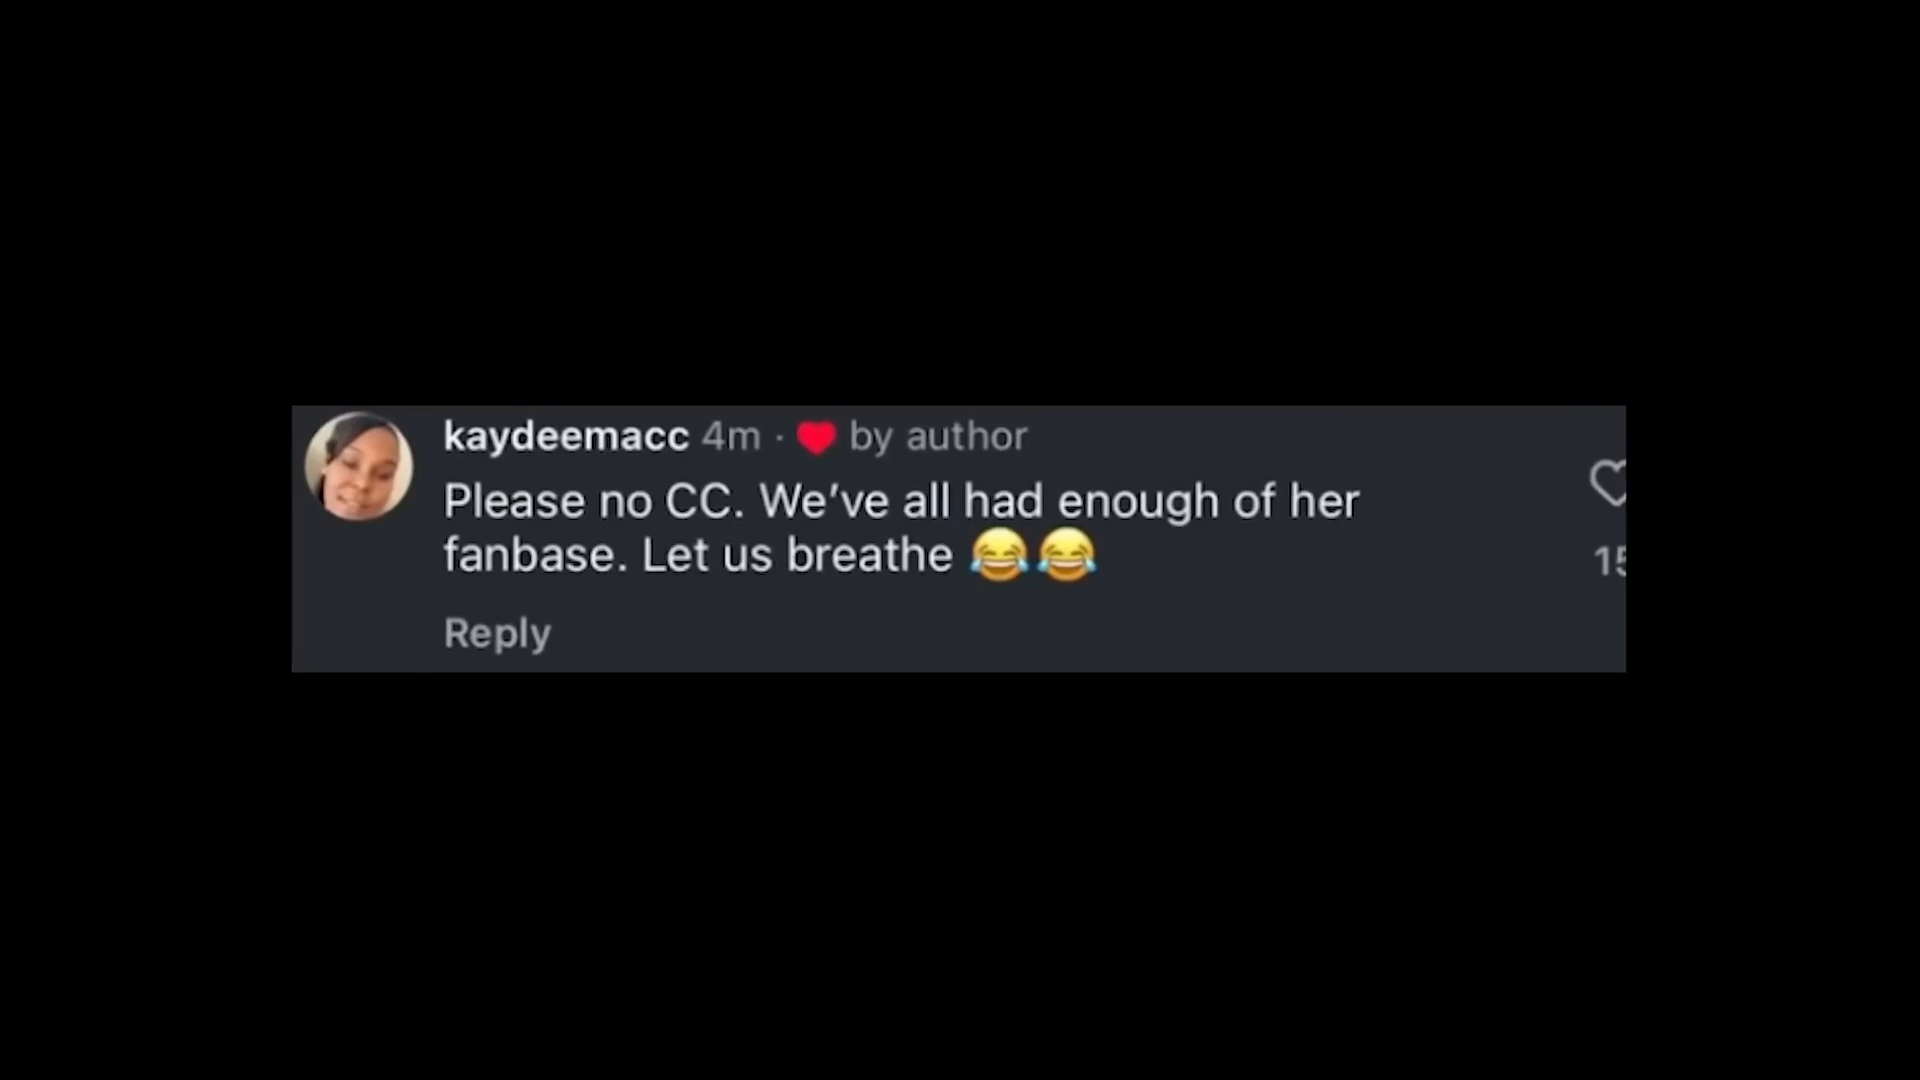 kaydeemacc 4m · ❤️ by author
Please no CC. We’ve all had enough of her
fanbase. Let us breathe 😂😂
Reply